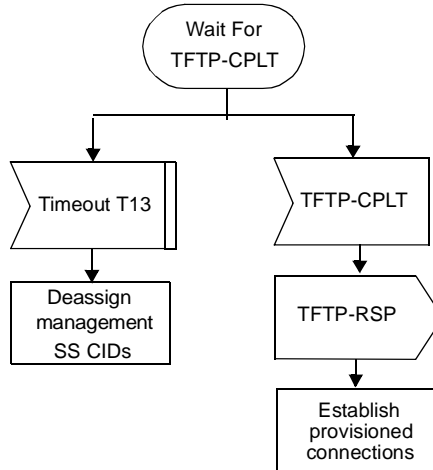 Wait For
TFTP-CPLT
Timeout T13
TFTP-CPLT
Deassign
management
SS CIDs
TFTP-RSP
Establish
provisioned
connections